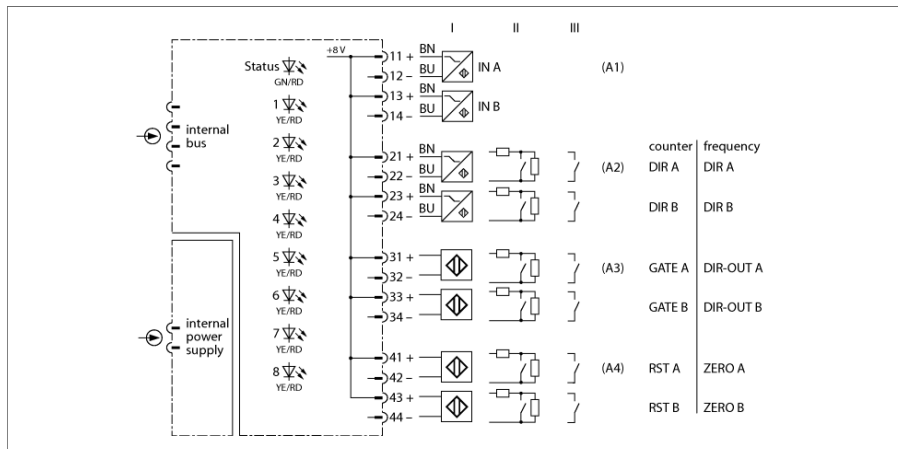 I II III
+8 V
11 + BN
Status
GN/RD
12 – BU
IN A
(A1)
13 + BN
1
YE/RD
14 – BU
IN B
internal
bus
2
YE/RD
counter frequency
21 + BN
22 – BU
(A2) DIR A DIR A
3
YE/RD
23 + BN
24 – BU
DIR B DIR B
4
YE/RD
31 +
32 –
(A3) GATE A DIR-OUT A
5
YE/RD
33 +
34 –
GATE B DIR-OUT B
6
YE/RD
internal
power
supply
7
YE/RD
41 +
42 –
(A4) RST A ZERO A
8
YE/RD
43 +
44 –
RST B ZERO B